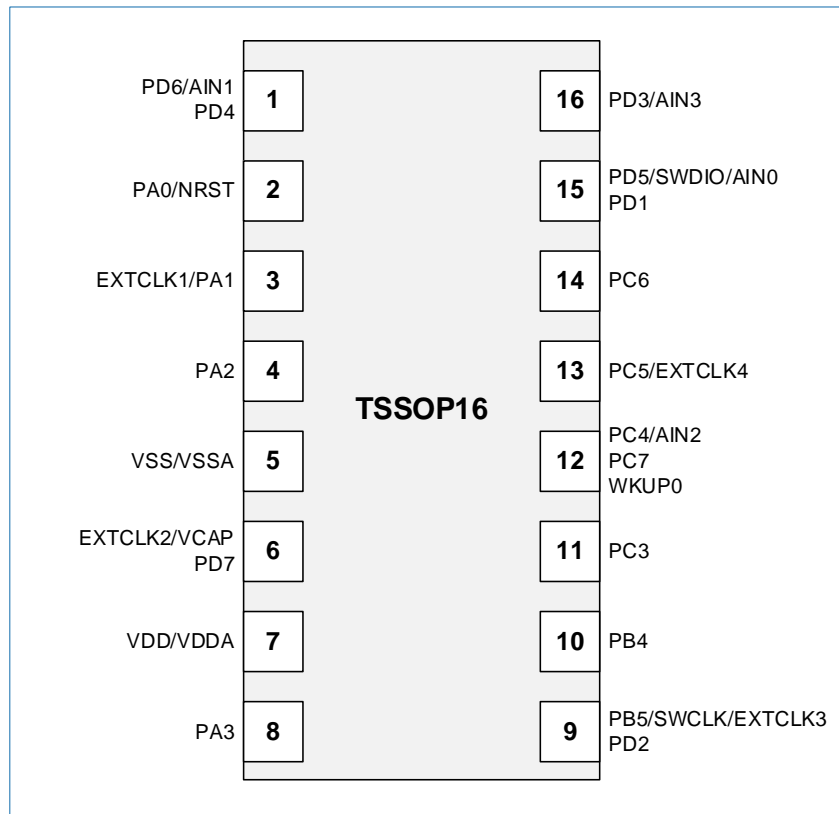 PD6/AIN1
PD4
1
16
PD3/AIN3
PA0/NRST
2
15
PD5/SWDIO/AIN0
PD1
EXTCLK1/PA1
3
14
PC6
PA2
4
13
PC5/EXTCLK4
TSSOP16
VSS/VSSA
5
12
PC4/AIN2
PC7
WKUP0
EXTCLK2/VCAP
PD7
6
11
PC3
VDD/VDDA
7
10
PB4
PA3
8
9
PB5/SWCLK/EXTCLK3
PD2